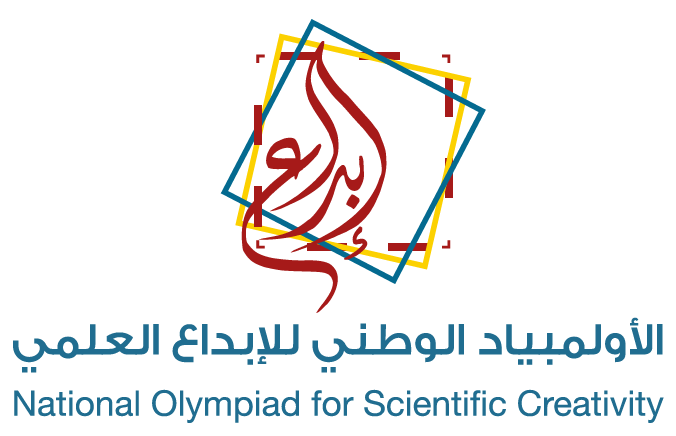 إبداع
الأولمبياد الوطني للإبداع العلمي
National Olympiad for Scientific Creativity